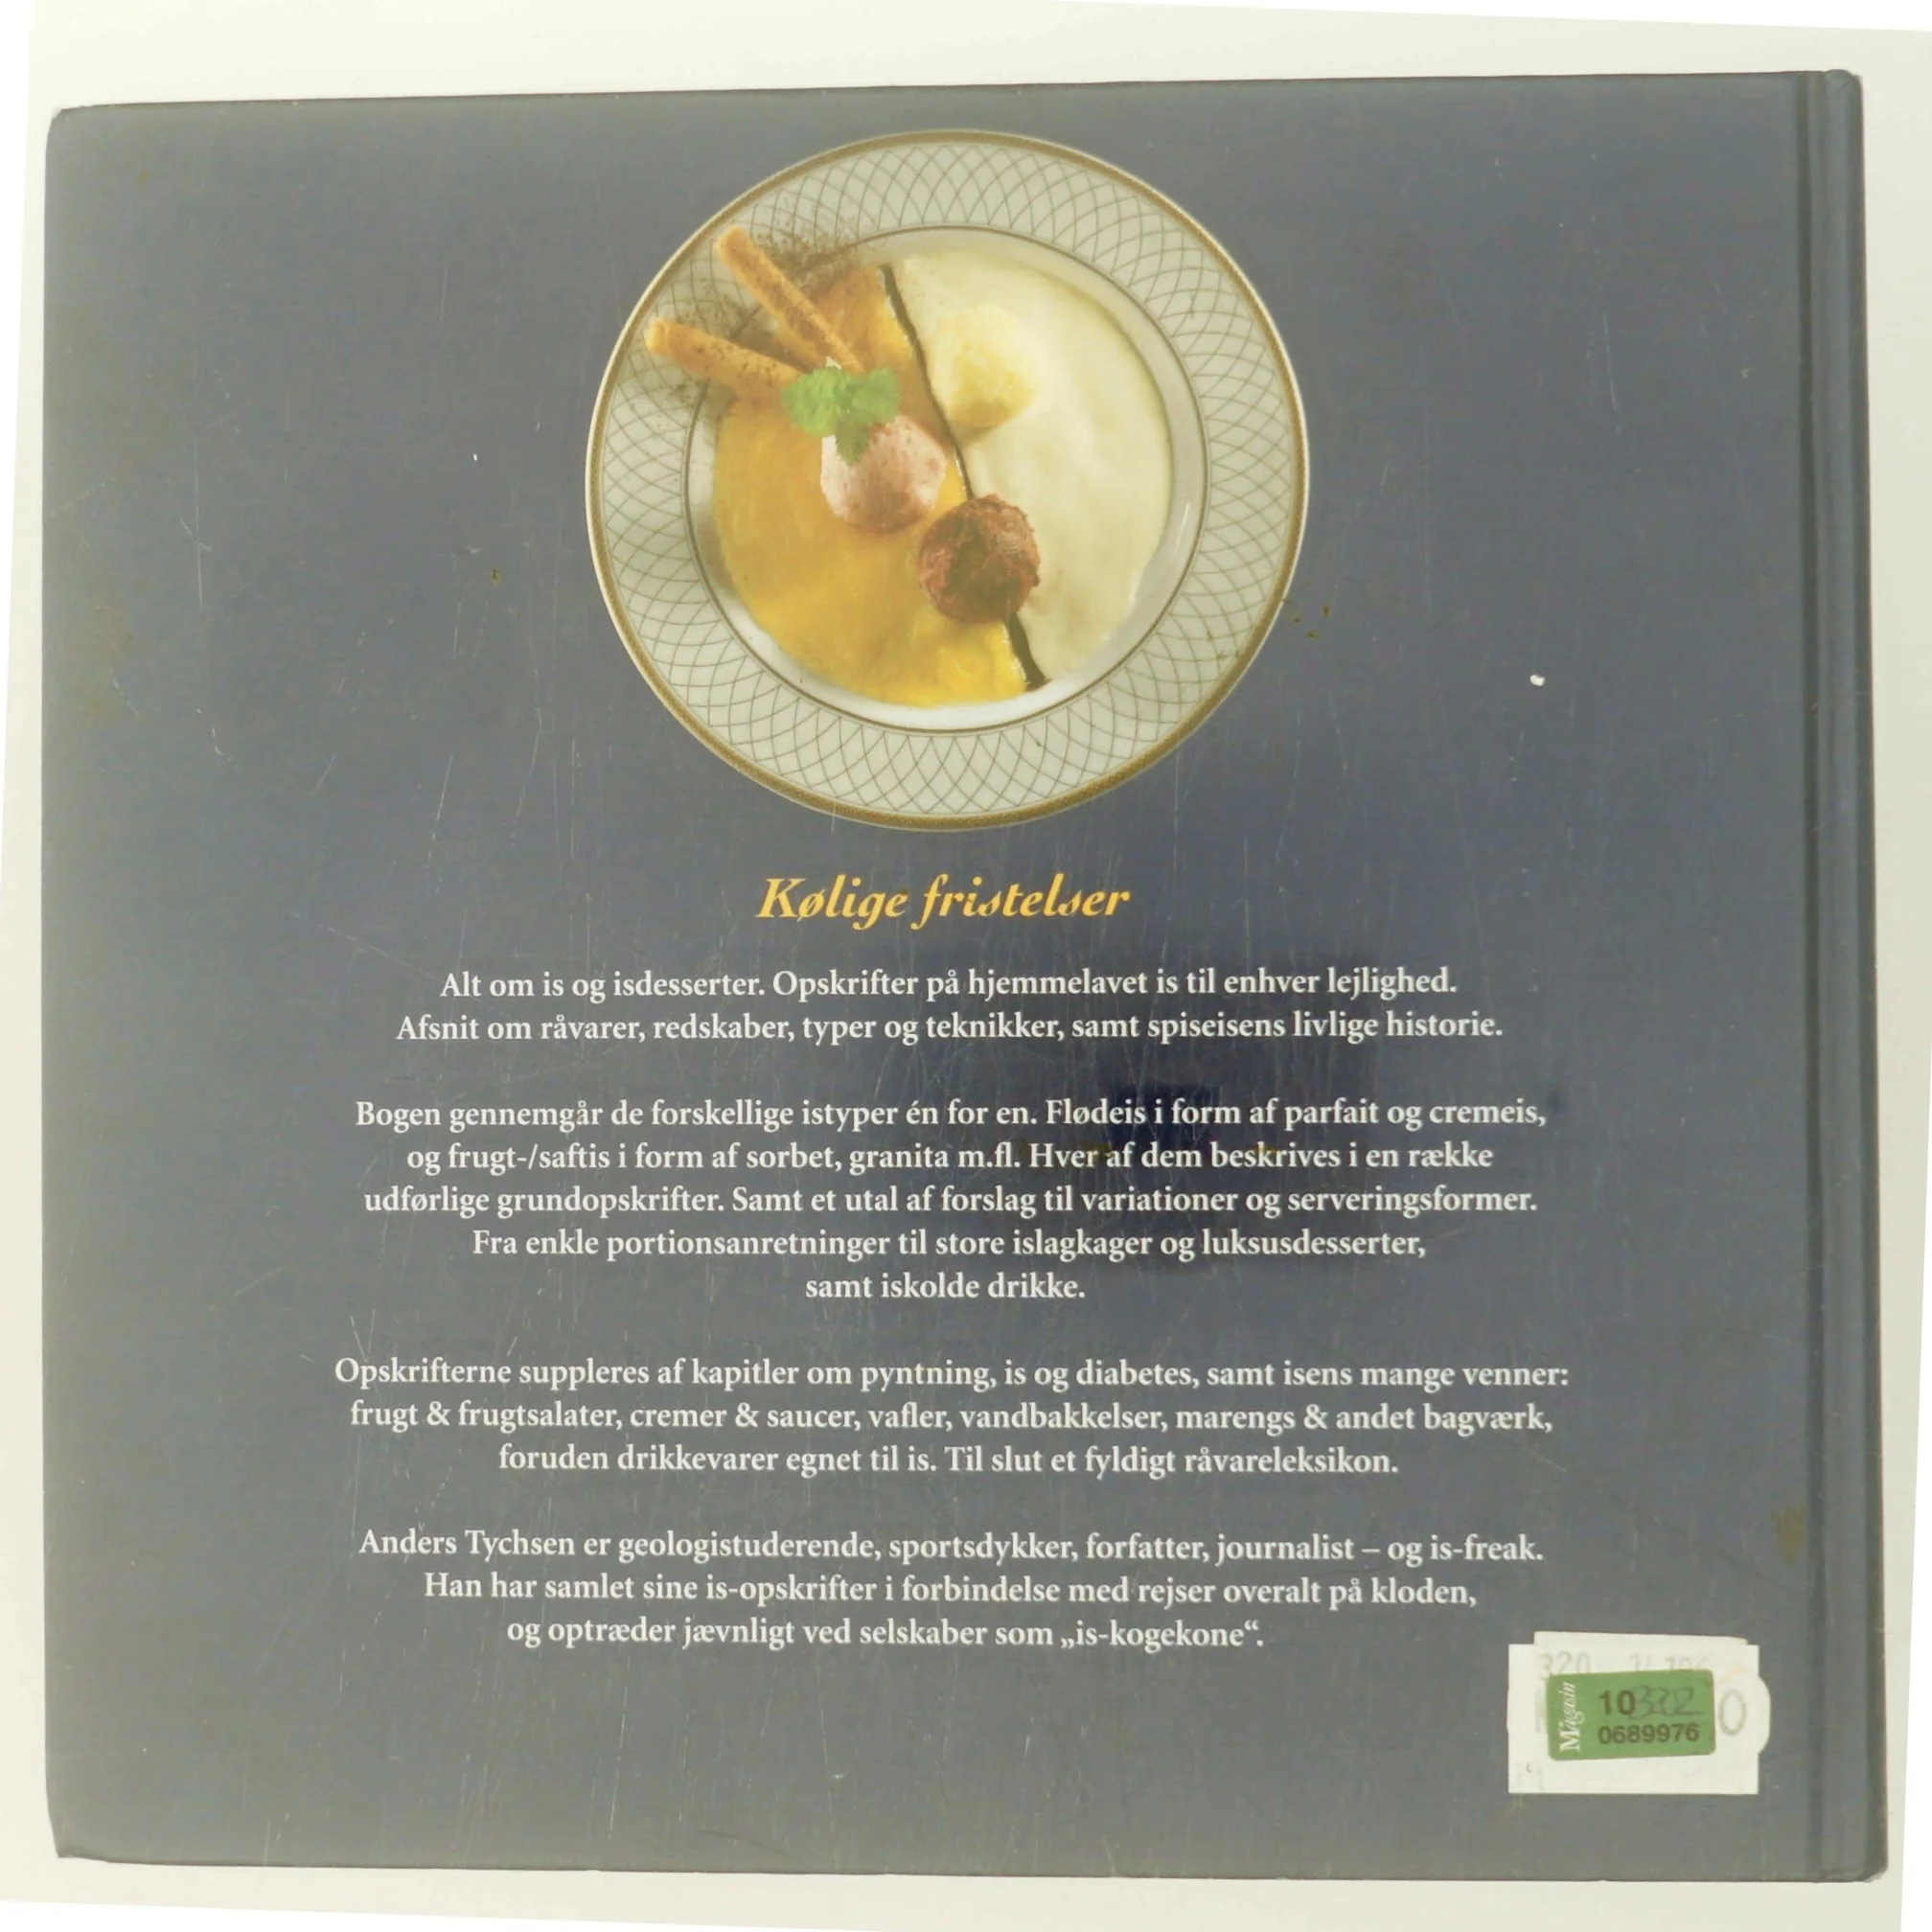 Kølige fristelser
Alt om is og isdesserter. Opskrifter på hjemmelavet is til enhver lejlighed.
Afsnit om råvarer, redskaber, typer og teknikker, samt spiseisens livlige historie.
Bogen gennemgår de forskellige istyper én for en. Flødeis i form af parfait og cremeis,
og frugt-/saftis i form af sorbet, granita m.fl. Hver af dem beskrives i en række
udførlige grundopskrifter. Samt et utal af forslag til variationer og serveringsformer.
Fra enkle portionsanretninger til store islagkager og luksusdesserter,
samt iskolde drikke.
Opskrifterne suppleres af kapitler om pyntning, is og diabetes, samt isens mange venner:
frugt & frugtsalater, cremer & saucer, vafler, vandbakkelser, marengs & andet bagværk,
foruden drikkevarer egnet til is. Til slut et fyldigt råvareleksikon.
Anders Tychsen er geologistuderende, sportsdykker, forfatter, journalist – og is-freak.
Han har samlet sine is-opskrifter i forbindelse med rejser overalt på kloden,
og optræder jævnligt ved selskaber som „is-kogekone“.
320
Magasin
10
0689976